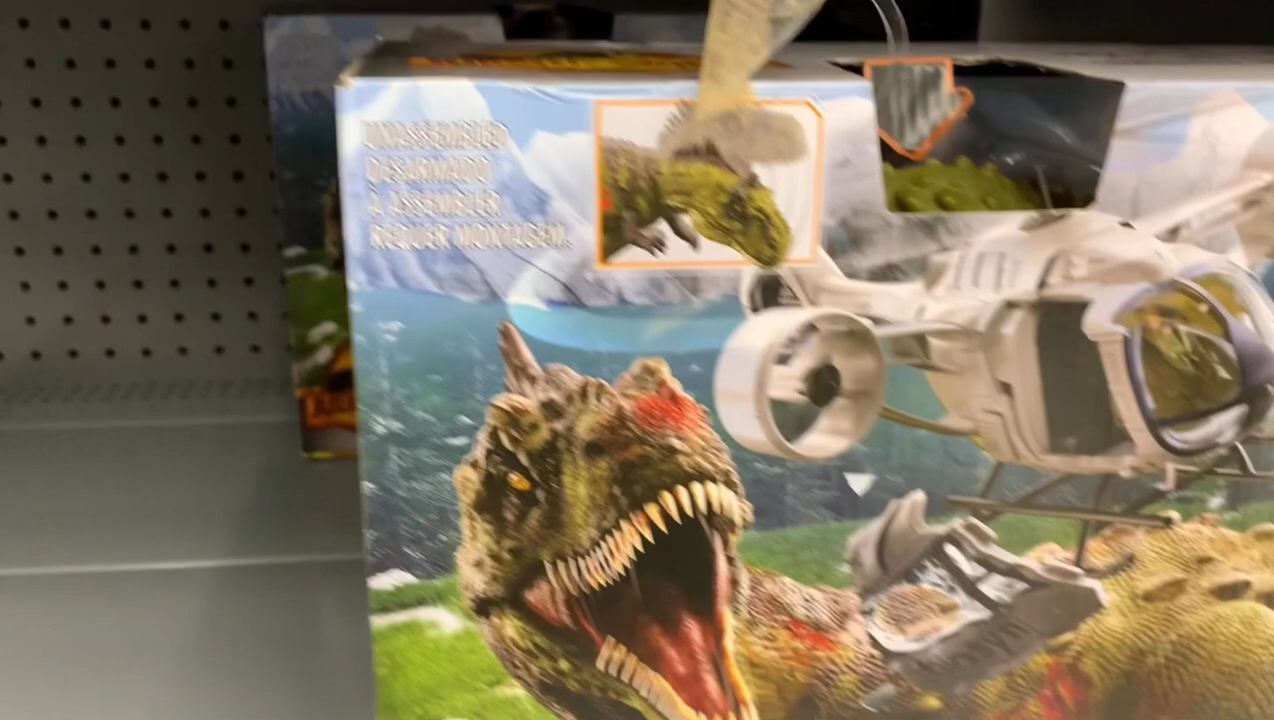 UNASSEMBLED
DESARMADO
À ASSEMBLER
REQUER MONTAGEM.